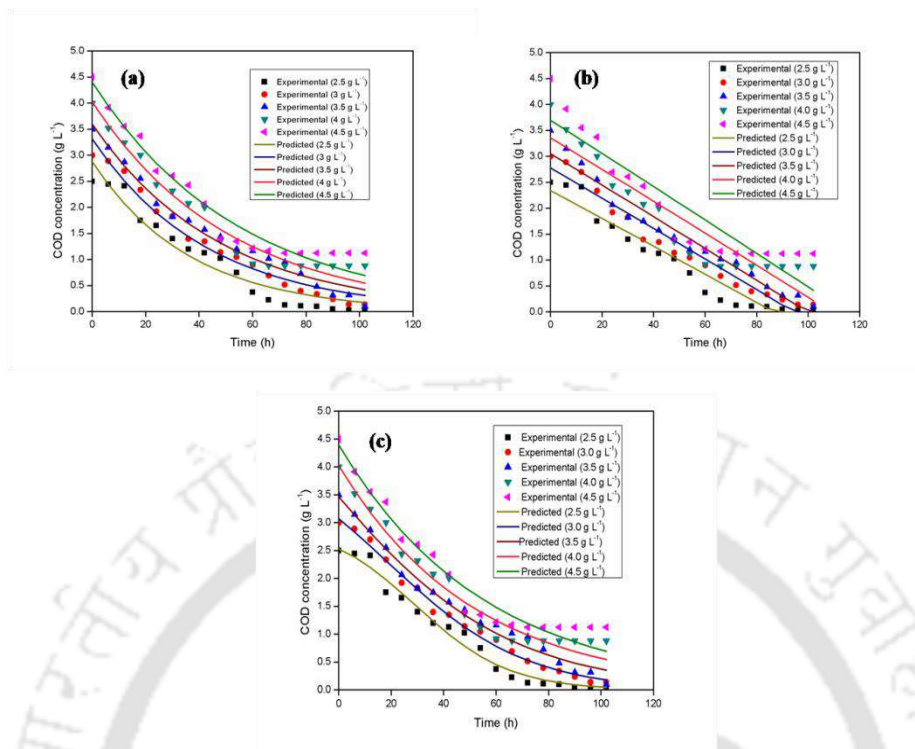 (a)
COD concentration (g L⁻¹)
5.0
4.5
4.0
3.5
3.0
2.5
2.0
1.5
1.0
0.5
0.0
0 20 40 60 80 100 120
Time (h)
Experimental (2.5 g L⁻¹)
Experimental (3 g L⁻¹)
Experimental (3.5 g L⁻¹)
Experimental (4 g L⁻¹)
Experimental (4.5 g L⁻¹)
Predicted (2.5 g L⁻¹)
Predicted (3 g L⁻¹)
Predicted (3.5 g L⁻¹)
Predicted (4 g L⁻¹)
Predicted (4.5 g L⁻¹)
(b)
COD conentration (g L⁻¹)
5.0
4.5
4.0
3.5
3.0
2.5
2.0
1.5
1.0
0.5
0.0
0 20 40 60 80 100 120
Time (h)
Experimental (2.5 g L⁻¹)
Experimental (3.0 g L⁻¹)
Experimental (3.5 g L⁻¹)
Experimental (4.0 g L⁻¹)
Experimental (4.5 g L⁻¹)
Predicted (2.5 g L⁻¹)
Predicted (3.0 g L⁻¹)
Predicted (3.5 g L⁻¹)
Predicted (4.0 g L⁻¹)
Predicted (4.5 g L⁻¹)
(c)
COD concentration (g L⁻¹)
5.0
4.5
4.0
3.5
3.0
2.5
2.0
1.5
1.0
0.5
0.0
0 20 40 60 80 100 120
Time (h)
Experimental (2.5 g L⁻¹)
Experimental (3.0 g L⁻¹)
Experimental (3.5 g L⁻¹)
Experimental (4.0 g L⁻¹)
Experimental (4.5 g L⁻¹)
Predicted (2.5 g L⁻¹)
Predicted (3.0 g L⁻¹)
Predicted (3.5 g L⁻¹)
Predicted (4.0 g L⁻¹)
Predicted (4.5 g L⁻¹)
भारतीय